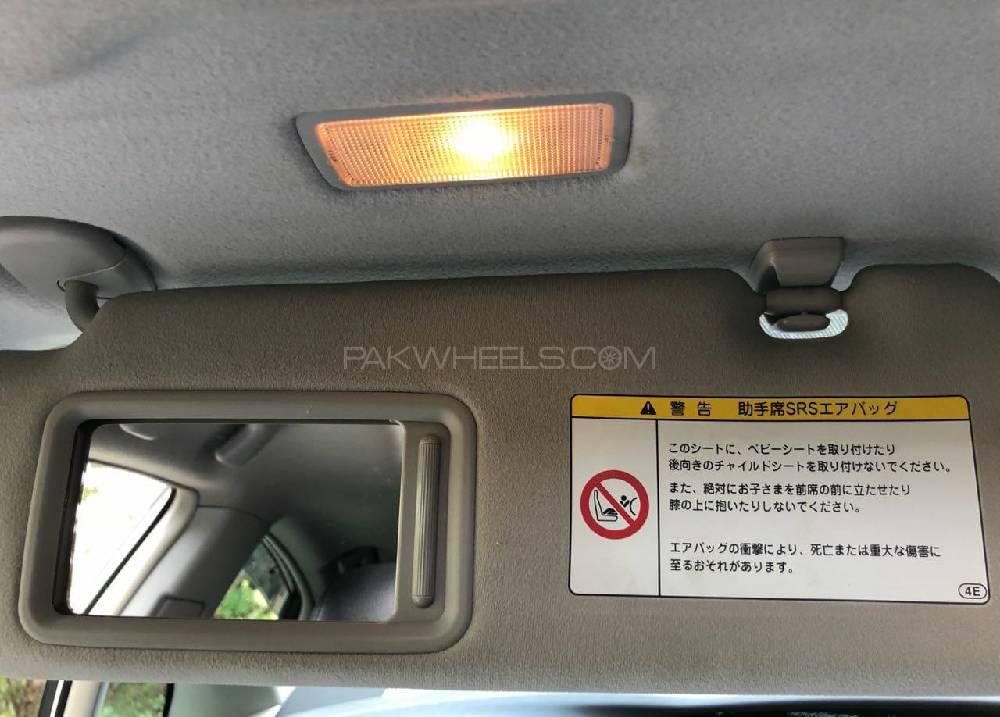 PAKWHEELS.COM
警告 助手席SRSエアバッグ
このシートに、ベビーシートを取り付けたり
後向きのチャイルドシートを取り付けないでください。
また、絶対にお子さまを前席の前に立たせたり
膝の上に抱いたりしないでください。
エアバッグの衝撃により、死亡または重大な傷害に
至るおそれがあります。
4E